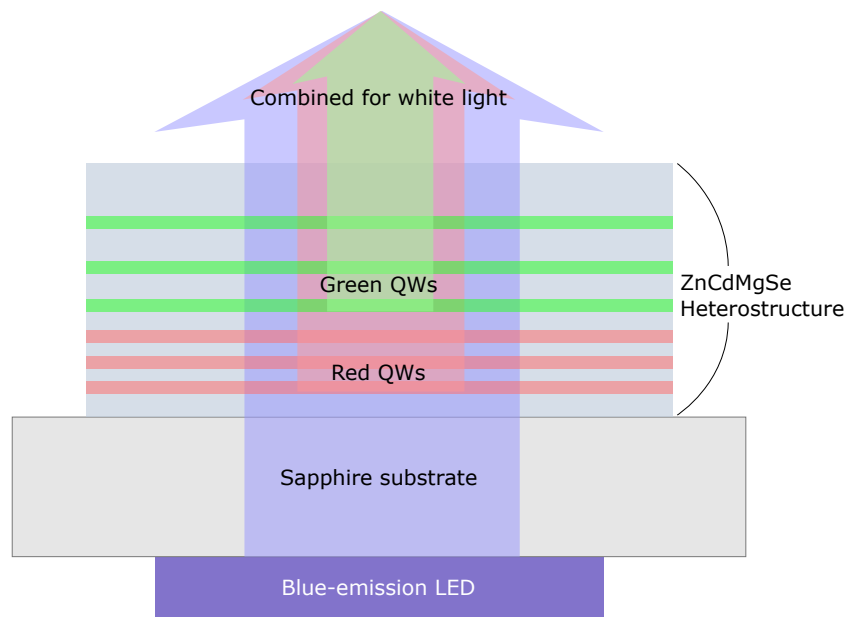 Combined for white light
Green QWs
ZnCdMgSe
Heterostructure
Red QWs
Sapphire substrate
Blue-emission LED